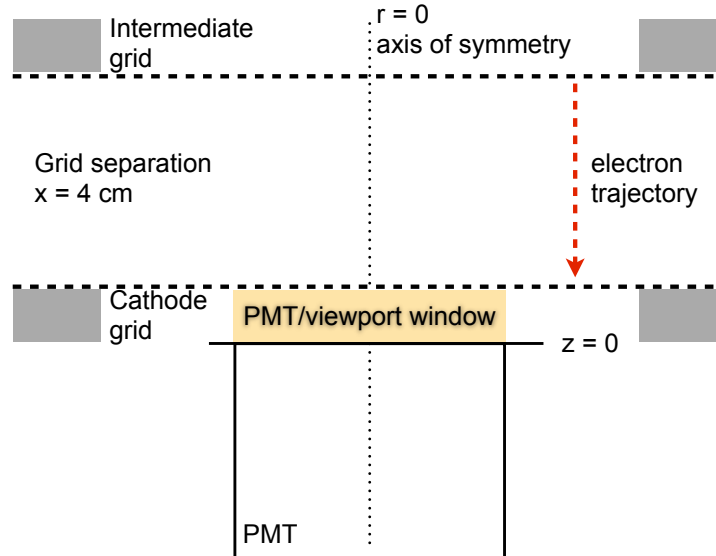 Intermediate
grid
r = 0
axis of symmetry
Grid separation
x = 4 cm
electron
trajectory
Cathode
grid
PMT/viewport window
z = 0
PMT